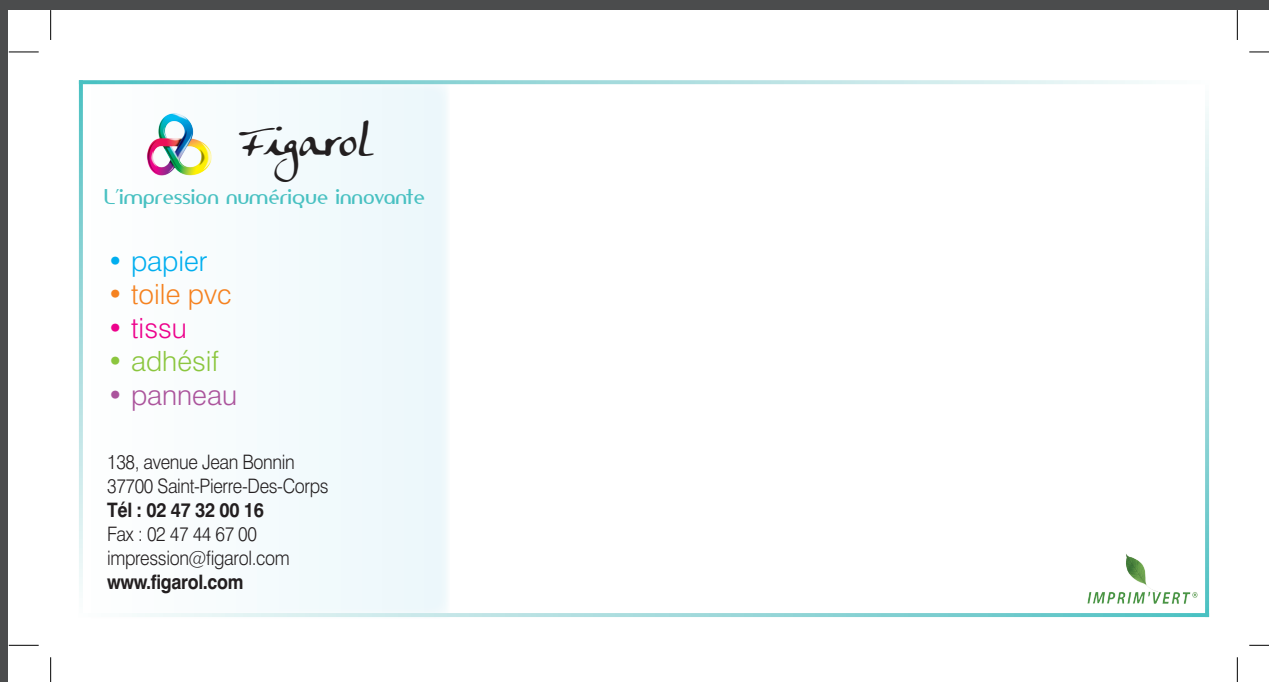 Figarol
L'impression numérique innovante
• papier
• toile pvc
• tissu
• adhésif
• panneau
138, avenue Jean Bonnin
37700 Saint-Pierre-Des-Corps
Tél : 02 47 32 00 16
Fax : 02 47 44 67 00
impression@figarol.com
www.figarol.com
IMPRIM'VERT®